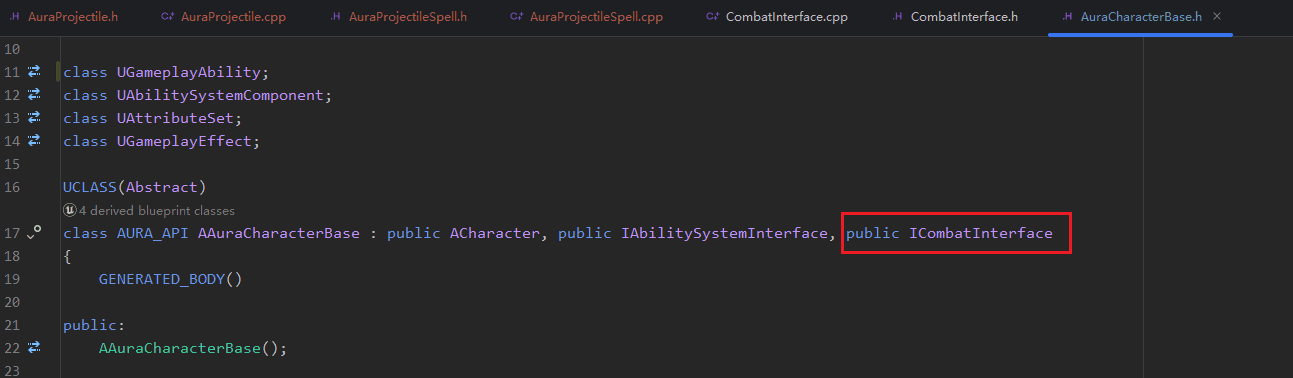 AuraProjectile.h AuraProjectile.cpp AuraProjectileSpell.h AuraProjectileSpell.cpp CombatInterface.cpp CombatInterface.h AuraCharacterBase.h
10
11 class UGameplayAbility;
12 class UAbilitySystemComponent;
13 class UAttributeSet;
14 class UGameplayEffect;
15
16 UCLASS(Abstract)
4 derived blueprint classes
17 class AURA_API AAuraCharacterBase : public ACharacter, public IAbilitySystemInterface, public ICombatInterface
18 {
19 GENERATED_BODY()
20
21 public:
22 AAuraCharacterBase();
23